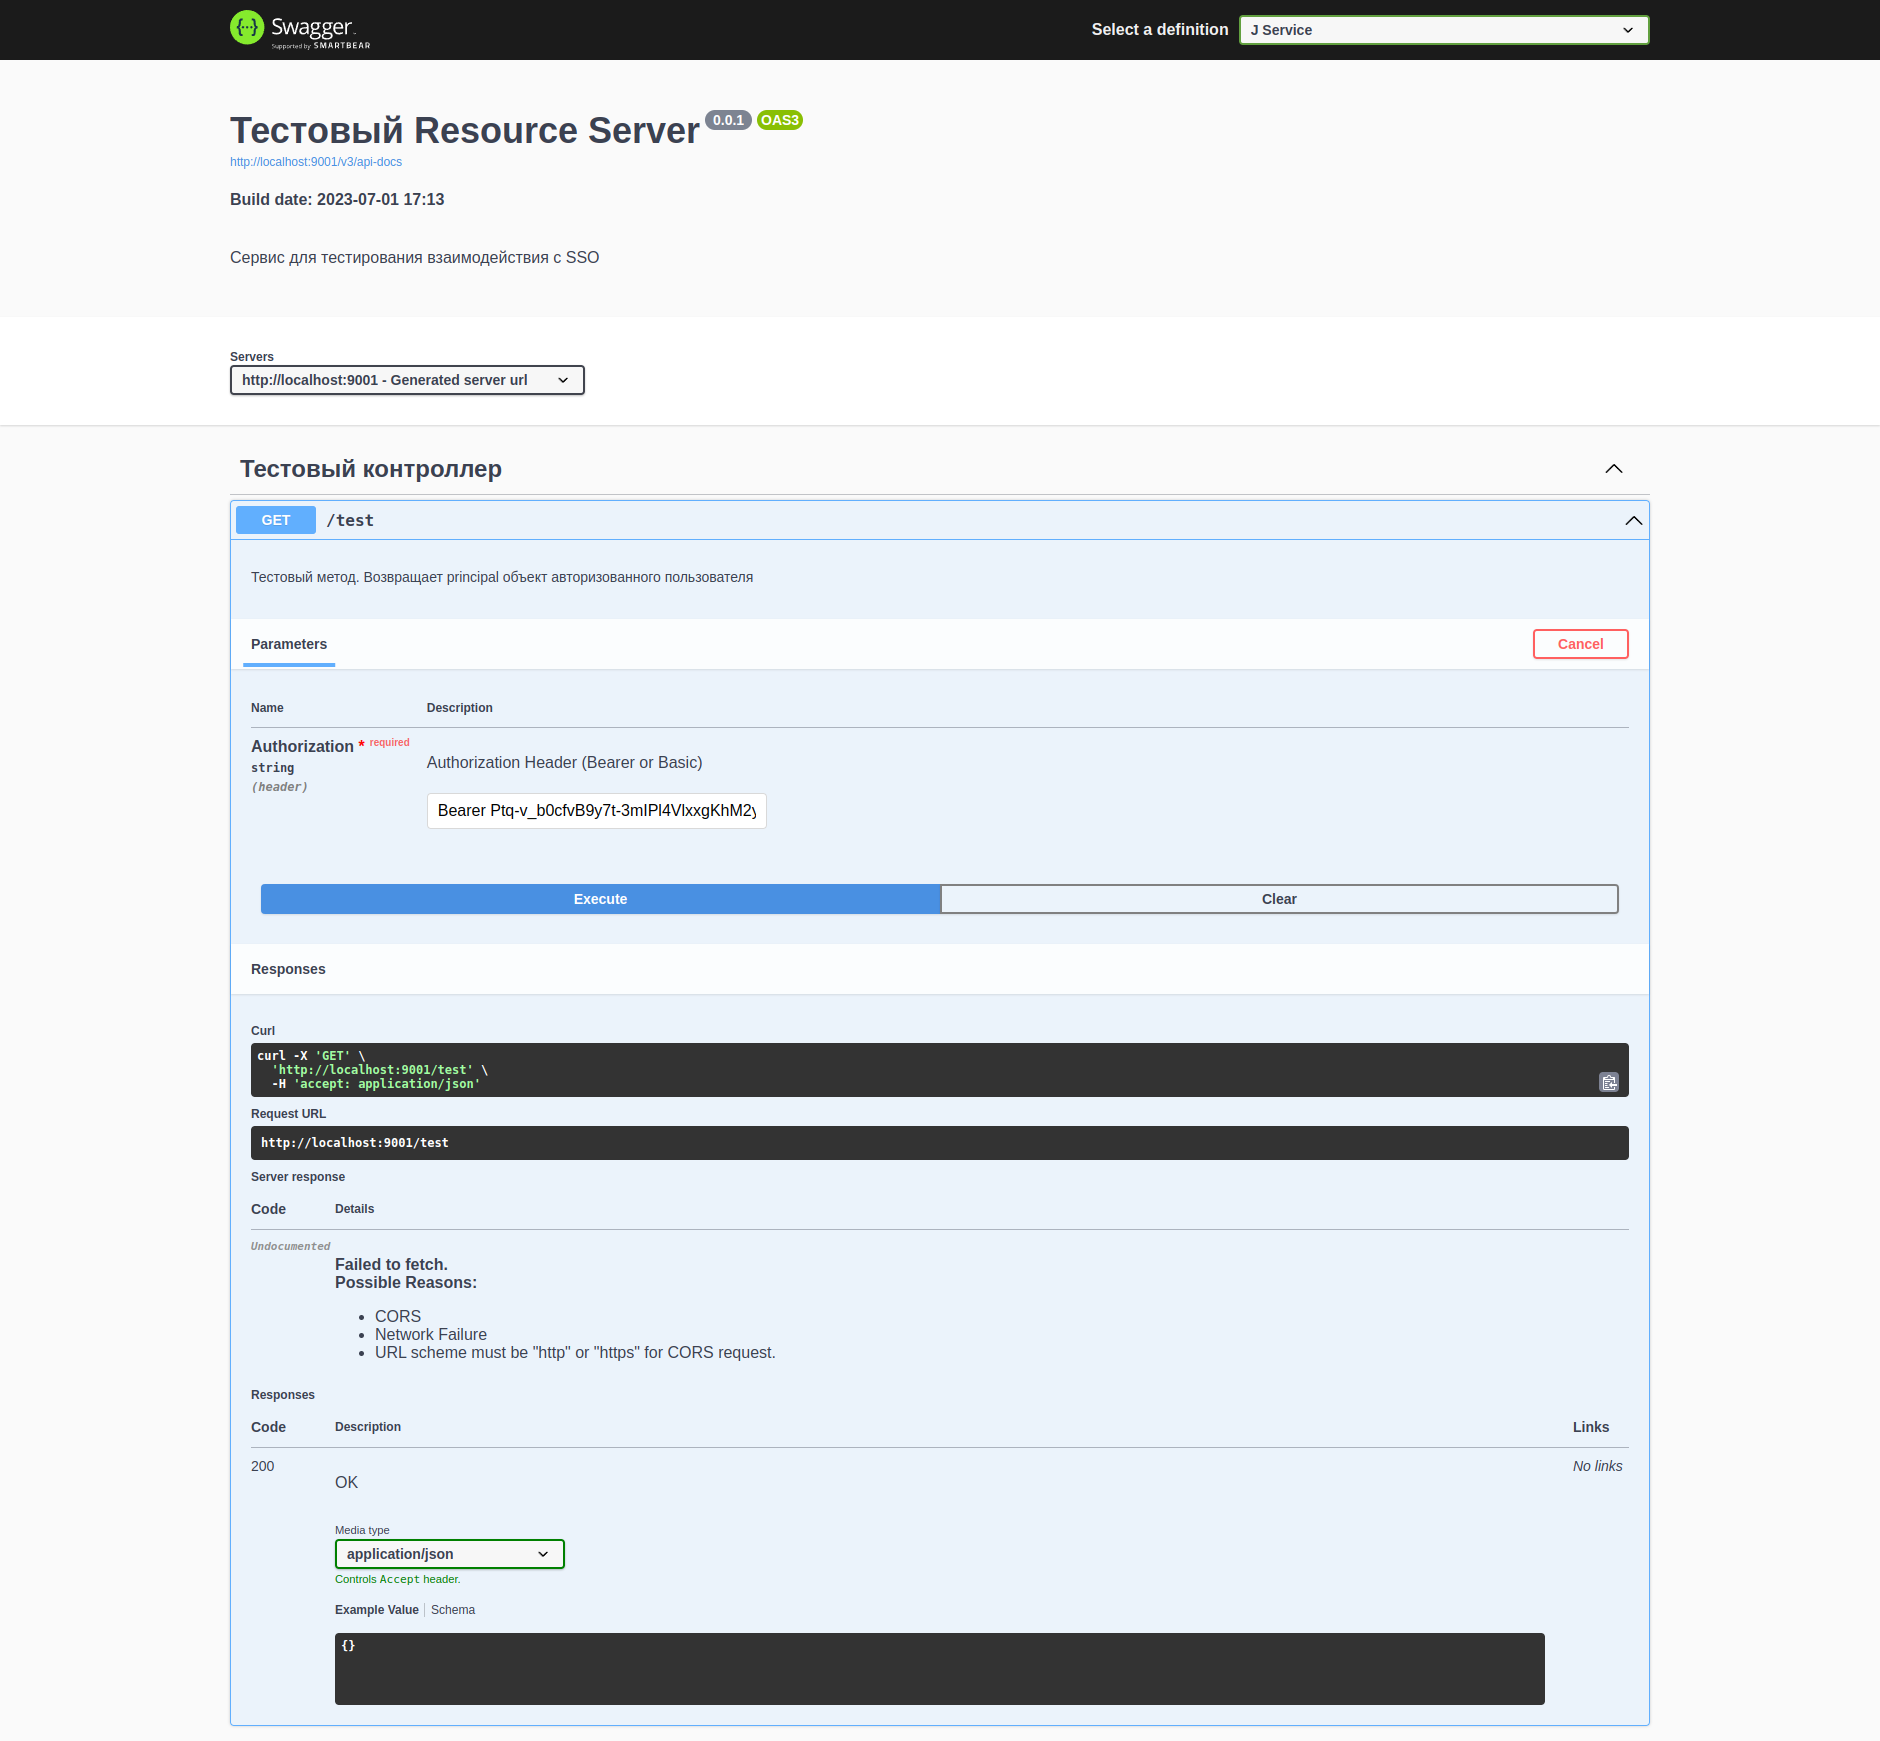 Swagger
Supported by SMARTBEAR
Select a definition
J Service
Тестовый Resource Server 0.0.1 OAS3
http://localhost:9001/v3/api-docs
Build date: 2023-07-01 17:13
Сервис для тестирования взаимодействия с SSO
Servers
http://localhost:9001 - Generated server url
Тестовый контроллер
GET /test
Тестовый метод. Возвращает principal объект авторизованного пользователя
Parameters
Cancel
Name Description
Authorization * required
string
(header)
Authorization Header (Bearer or Basic)
Bearer Ptq-v_b0cfvB9y7t-3mIPl4VlxxgKhM2y
Execute
Clear
Responses
Curl
curl -X 'GET' \
'http://localhost:9001/test' \
-H 'accept: application/json'
Request URL
http://localhost:9001/test
Server response
Code Details
Undocumented
Failed to fetch.
Possible Reasons:
• CORS
• Network Failure
• URL scheme must be "http" or "https" for CORS request.
Responses
Code Description Links
200
OK
No links
Media type
application/json
Controls Accept header.
Example Value Schema
{}